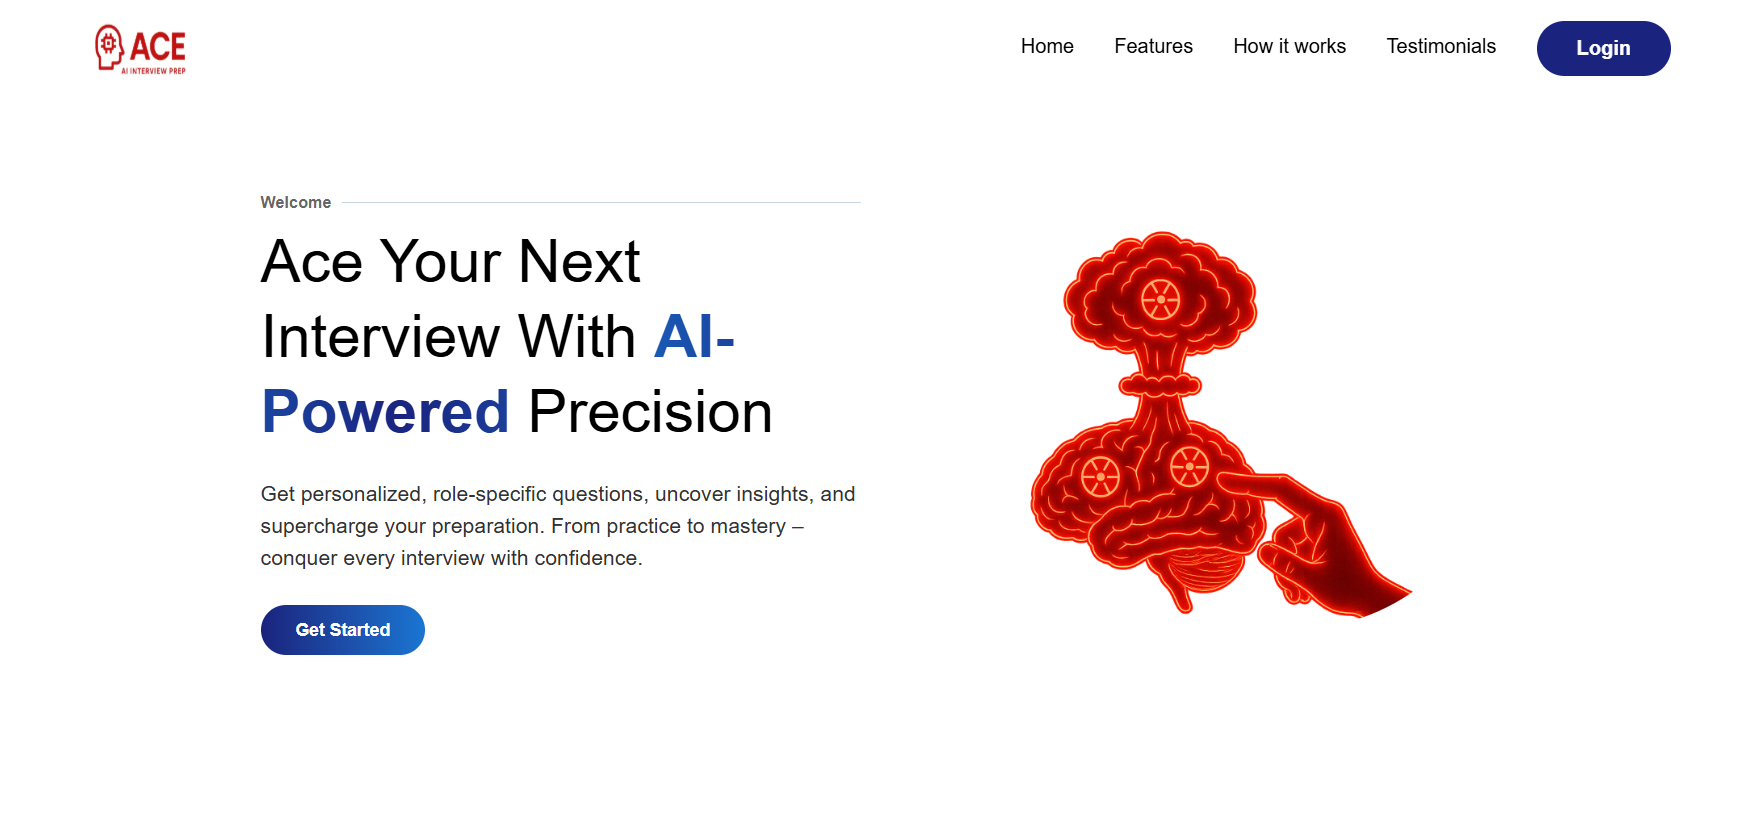 ACE
AI INTERVIEW PREP
Home
Features
How it works
Testimonials
Login
Welcome
Ace Your Next
Interview With AI-
Powered Precision
Get personalized, role-specific questions, uncover insights, and
supercharge your preparation. From practice to mastery –
conquer every interview with confidence.
Get Started